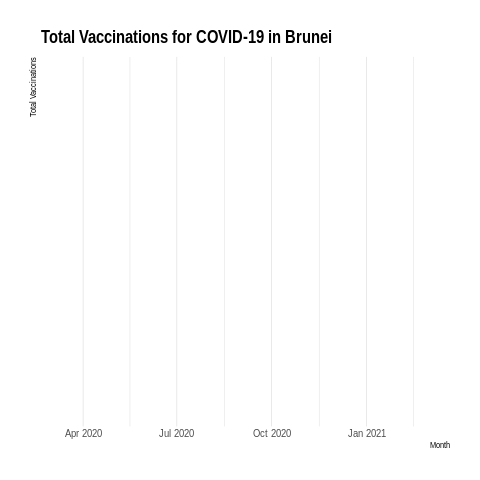 Total Vaccinations for COVID-19 in Brunei
Total Vaccinations
Apr 2020
Jul 2020
Oct 2020
Jan 2021
Month